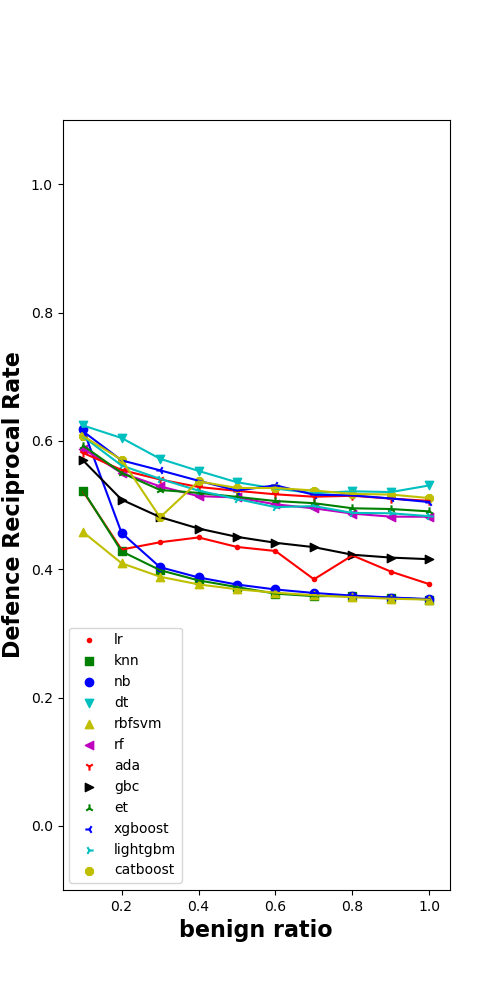 Defence Reciprocal Rate
1.0
0.8
0.6
0.4
0.2
0.0
lr
knn
nb
dt
rbfsvm
rf
ada
gbc
et
xgboost
lightgbm
catboost
0.2 0.4 0.6 0.8 1.0
benign ratio